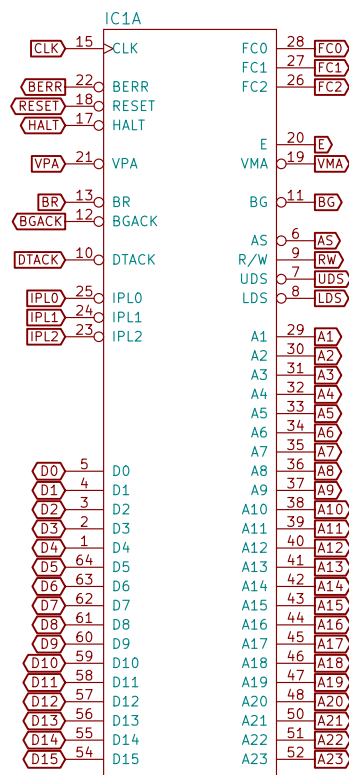 IC1A
CLK 15 CLK FC0 28 FC0
FC1 27 FC1
BERR 22 BERR FC2 26 FC2
RESET 18 RESET
HALT 17 HALT
E 20 E
VPA 21 VPA VMA 19 VMA
BR 13 BR BG 11 BG
BGACK 12 BGACK
AS 6 AS
DTACK 10 DTACK R/W 9 RW
UDS 7 UDS
IPL0 25 IPL0 LDS 8 LDS
IPL1 24 IPL1
IPL2 23 IPL2 A1 29 A1
A2 30 A2
A3 31 A3
A4 32 A4
A5 33 A5
A6 34 A6
A7 35 A7
D0 5 D0 A8 36 A8
D1 4 D1 A9 37 A9
D2 3 D2 A10 38 A10
D3 2 D3 A11 39 A11
D4 1 D4 A12 40 A12
D5 64 D5 A13 41 A13
D6 63 D6 A14 42 A14
D7 62 D7 A15 43 A15
D8 61 D8 A16 44 A16
D9 60 D9 A17 45 A17
D10 59 D10 A18 46 A18
D11 58 D11 A19 47 A19
D12 57 D12 A20 48 A20
D13 56 D13 A21 50 A21
D14 55 D14 A22 51 A22
D15 54 D15 A23 52 A23